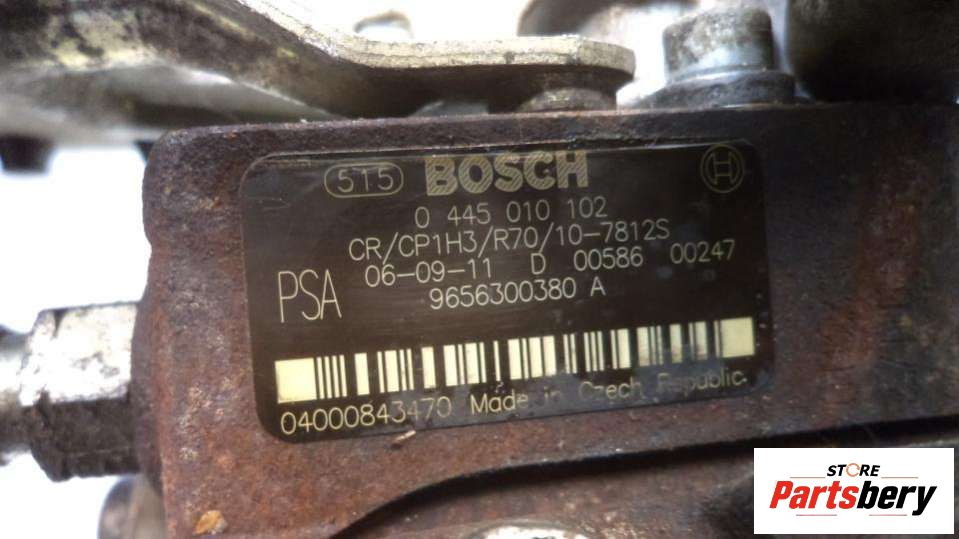 515 BOSCH
0 445 010 102
CR/CP1H3/R70/10-7812S
06-09-11 D 00586 00247
PSA 9656300380 A
04000843470 Made in Czech Republic.
STORE
Partsbery